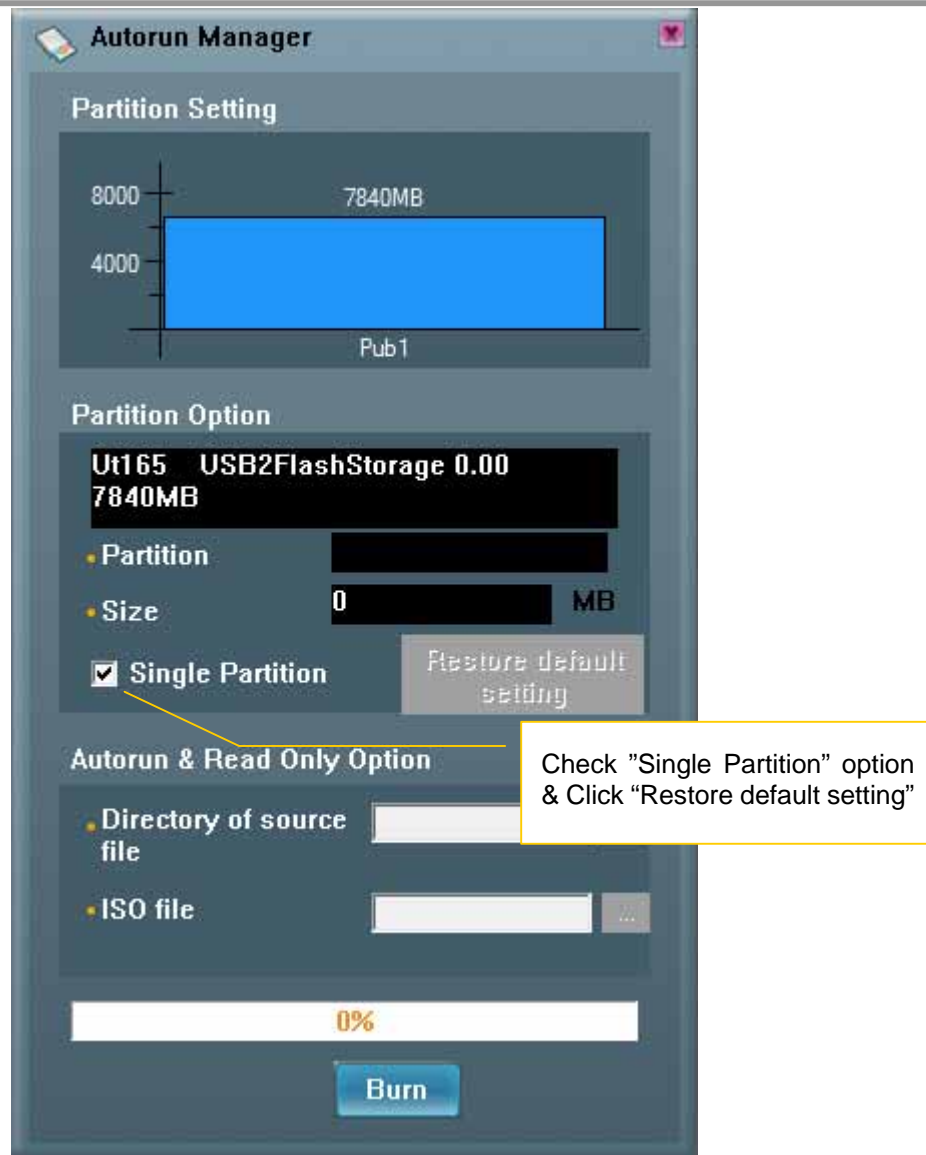 Autorun Manager
Partition Setting
8000
7840MB
4000
Pub1
Partition Option
Ut165 USB2FlashStorage 0.00
7840MB
Partition
Size
0
MB
Single Partition
Restore default
setting
Autorun & Read Only Option
Check ”Single Partition” option
& Click “Restore default setting”
Directory of source
file
ISO file
...
0%
Burn